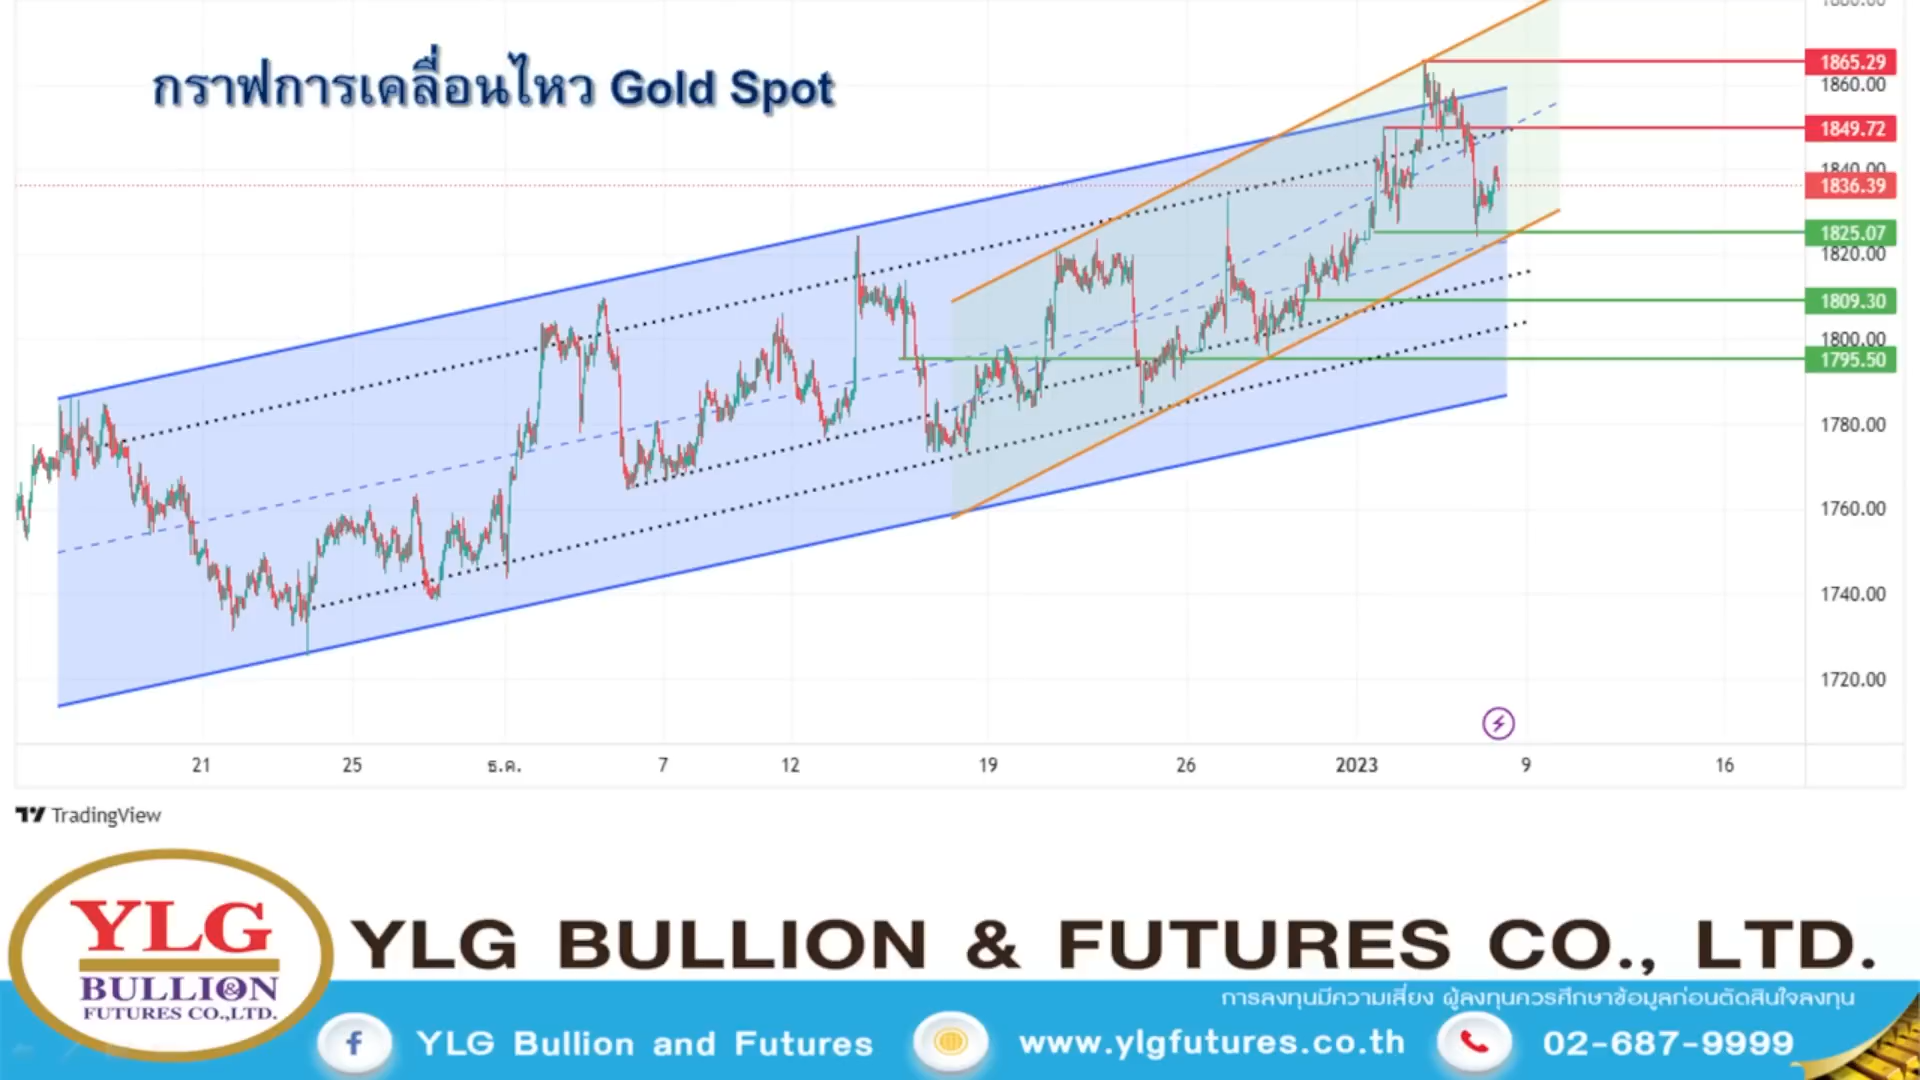 กราฟการเคลื่อนไหว Gold Spot
1865.29
1860.00
1849.72
1840.00
1836.39
1825.07
1820.00
1809.30
1800.00
1795.50
1780.00
1760.00
1740.00
1720.00
21 25 ธ.ค. 7 12 19 26 2023 9 16
TradingView
YLG
BULLION
&
FUTURES CO.,LTD.
YLG BULLION & FUTURES CO., LTD.
การลงทุนมีความเสี่ยง ผู้ลงทุนควรศึกษาข้อมูลก่อนตัดสินใจลงทุน
f YLG Bullion and Futures www.ylgfutures.co.th 02-687-9999